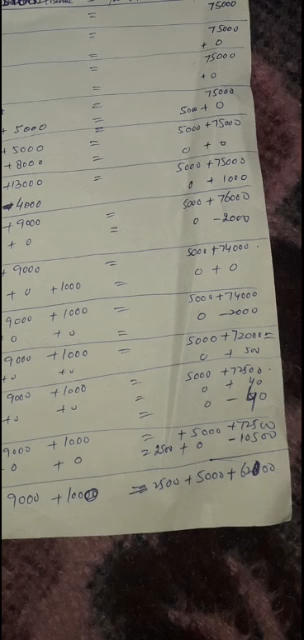 = 75000
=
= 75000
= + 0
= 75000
= + 0
= 75000
+ 5000 = 5000 + 0
+ 5000 = 5000 + 75000
+ 8000 = 0 + 0
+13000 = 5000 + 75000
- 4000 0 + 1000
+ 9000 = 5000 + 76000
+ 0 = 0 - 2000
+ 9000 = 5000 + 74000.
+ 0 +1000 0 + 0
9000 + 1000 = 5000 + 74000
0 + 0 = 0 - 2000
9000 + 1000 = 5000 + 72000 =
+0 + 0 = 0 + 500
9000 + 1000 = 5000 + 72500.
+0 + 0 = 0 + 40
= 0 - 40
9000 + 1000 = + 5000 + 72500
0 + 0 = 2500 + 0 - 10500
9000 + 1000 = 2500 + 5000 + 62000